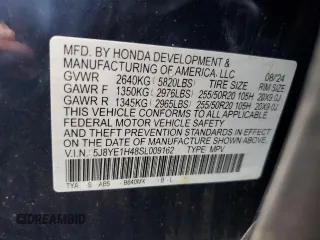 MFD. BY HONDA DEVELOPMENT & 08/24
MANUFACTURING OF AMERICA, LLC
GVWR 2640KG (5820LBS) TIRE SIZE RIM SIZE
GAWR F 1350KG (2976LBS) 255/50R20 105H 20X9.0J
GAWR R 1345KG (2965LBS) 255/50R20 105H 20X9.0J
THIS VEHICLE CONFORMS TO ALL APPLICABLE
FEDERAL MOTOR VEHICLE SAFETY AND THEFT
PREVENTION STANDARDS IN EFFECT ON THE DATE OF
MANUFACTURE SHOWN ABOVE.
V.I.N.: 5J8YE1H48SL009162 TYPE: MPV
TYA S AB5 B640MX B L